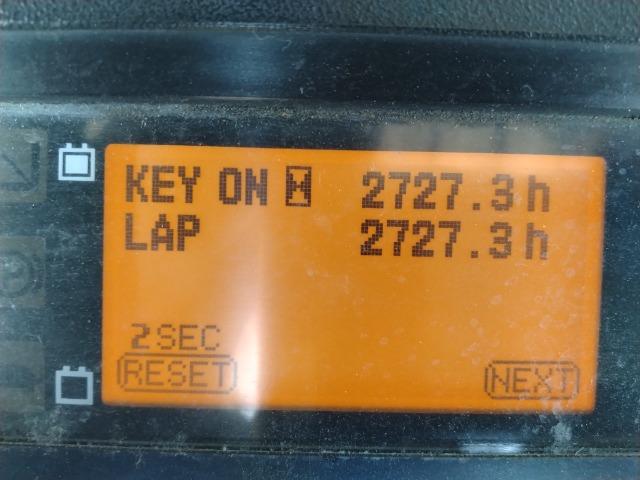 KEY ON 2727.3h
LAP 2727.3h
2SEC
RESET NEXT